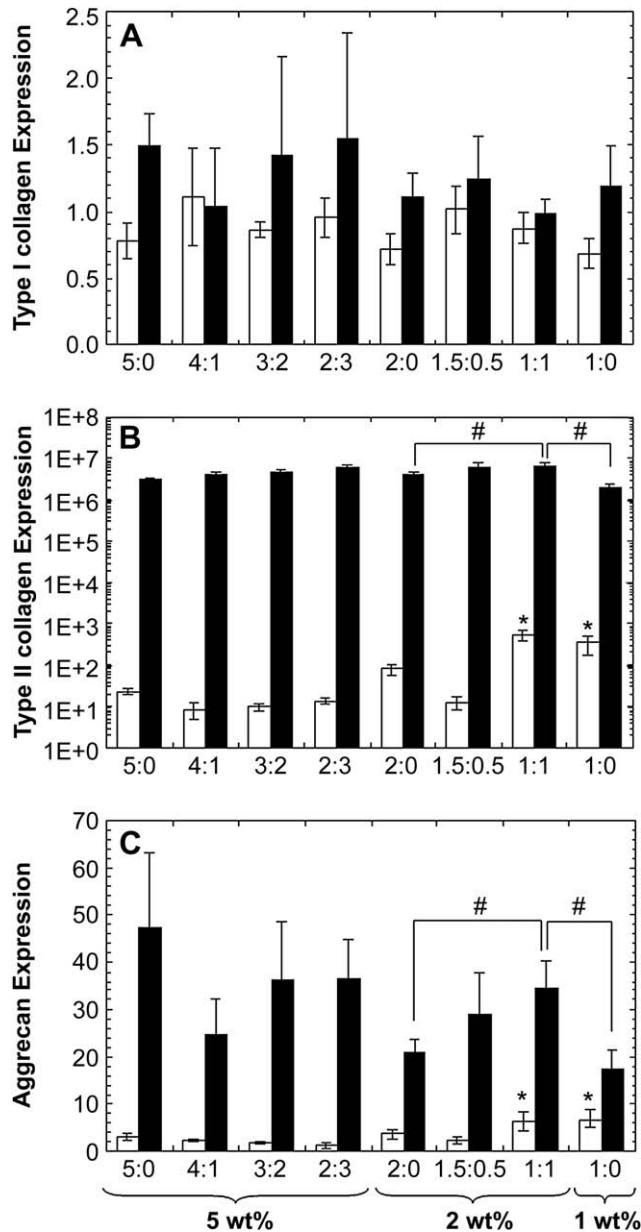 A
Type I collagen Expression
2.5
2.0
1.5
1.0
0.5
0.0
5:0 4:1 3:2 2:3 2:0 1.5:0.5 1:1 1:0
B
Type II collagen Expression
1E+8
1E+7
1E+6
1E+5
1E+4
1E+3
1E+2
1E+1
1E+0
# #
* *
5:0 4:1 3:2 2:3 2:0 1.5:0.5 1:1 1:0
C
Aggrecan Expression
70
60
50
40
30
20
10
0
# #
* *
5:0 4:1 3:2 2:3 2:0 1.5:0.5 1:1 1:0
5 wt% 2 wt% 1 wt%